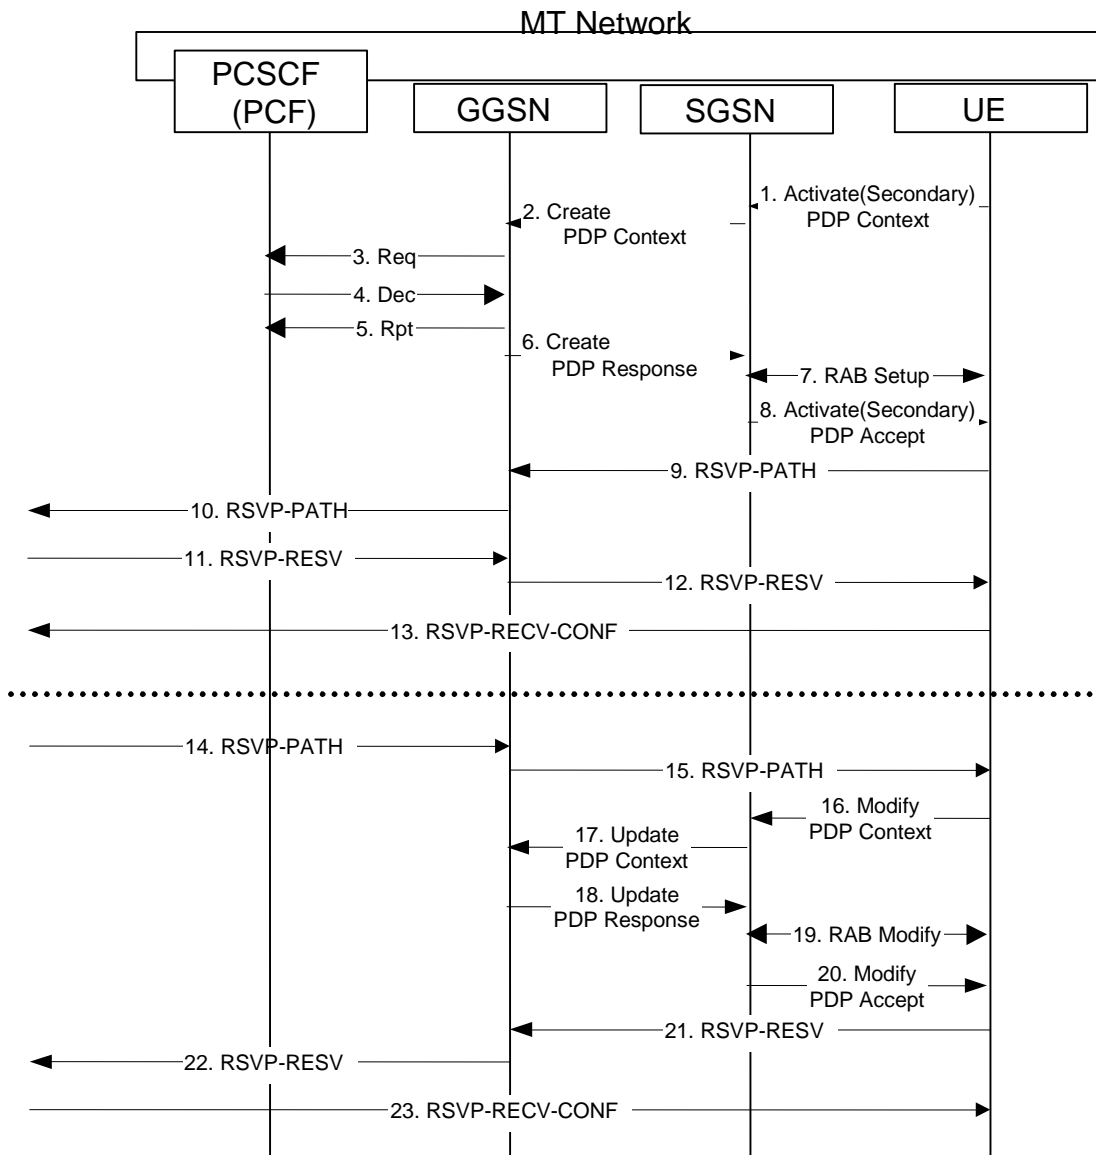 MT Network
PCSCF
(PCF)
GGSN
SGSN
UE
1. Activate(Secondary)
PDP Context
2. Create
PDP Context
3. Req
4. Dec
5. Rpt
6. Create
PDP Response
7. RAB Setup
8. Activate(Secondary)
PDP Accept
9. RSVP-PATH
10. RSVP-PATH
11. RSVP-RESV
12. RSVP-RESV
13. RSVP-RECV-CONF
14. RSVP-PATH
15. RSVP-PATH
16. Modify
PDP Context
17. Update
PDP Context
18. Update
PDP Response
19. RAB Modify
20. Modify
PDP Accept
21. RSVP-RESV
22. RSVP-RESV
23. RSVP-RECV-CONF